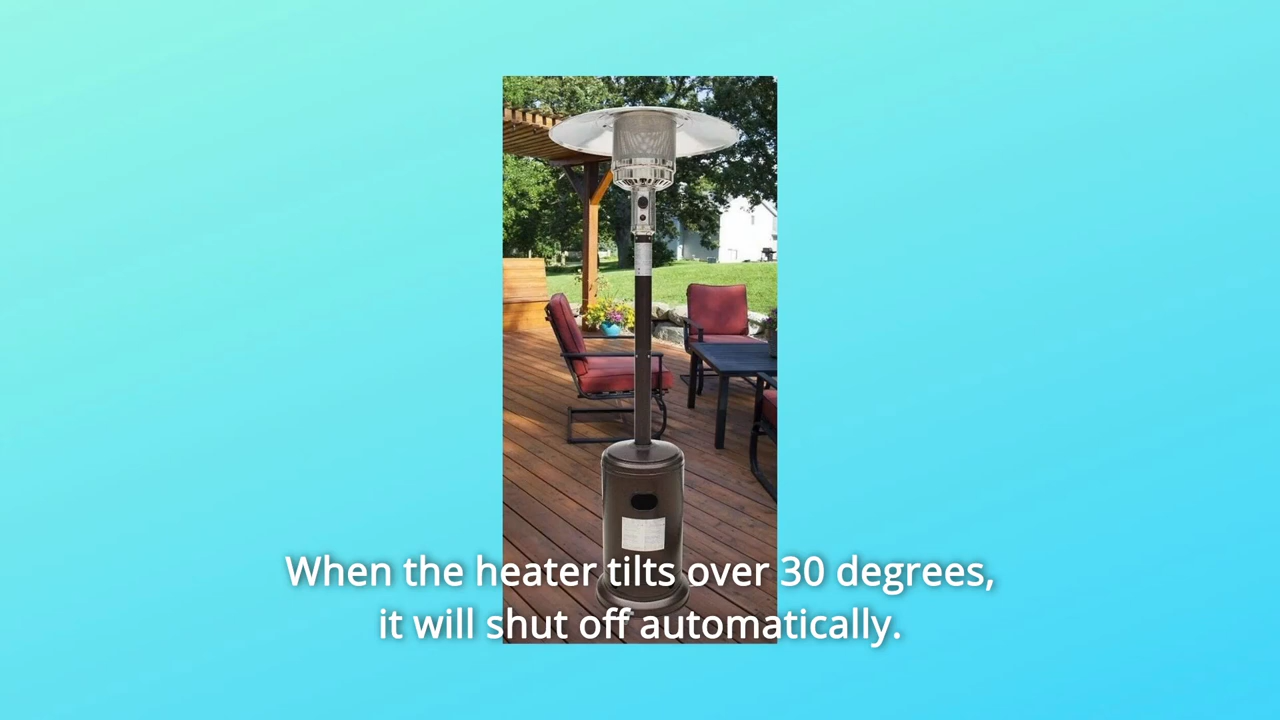 When the heater tilts over 30 degrees,
it will shut off automatically.